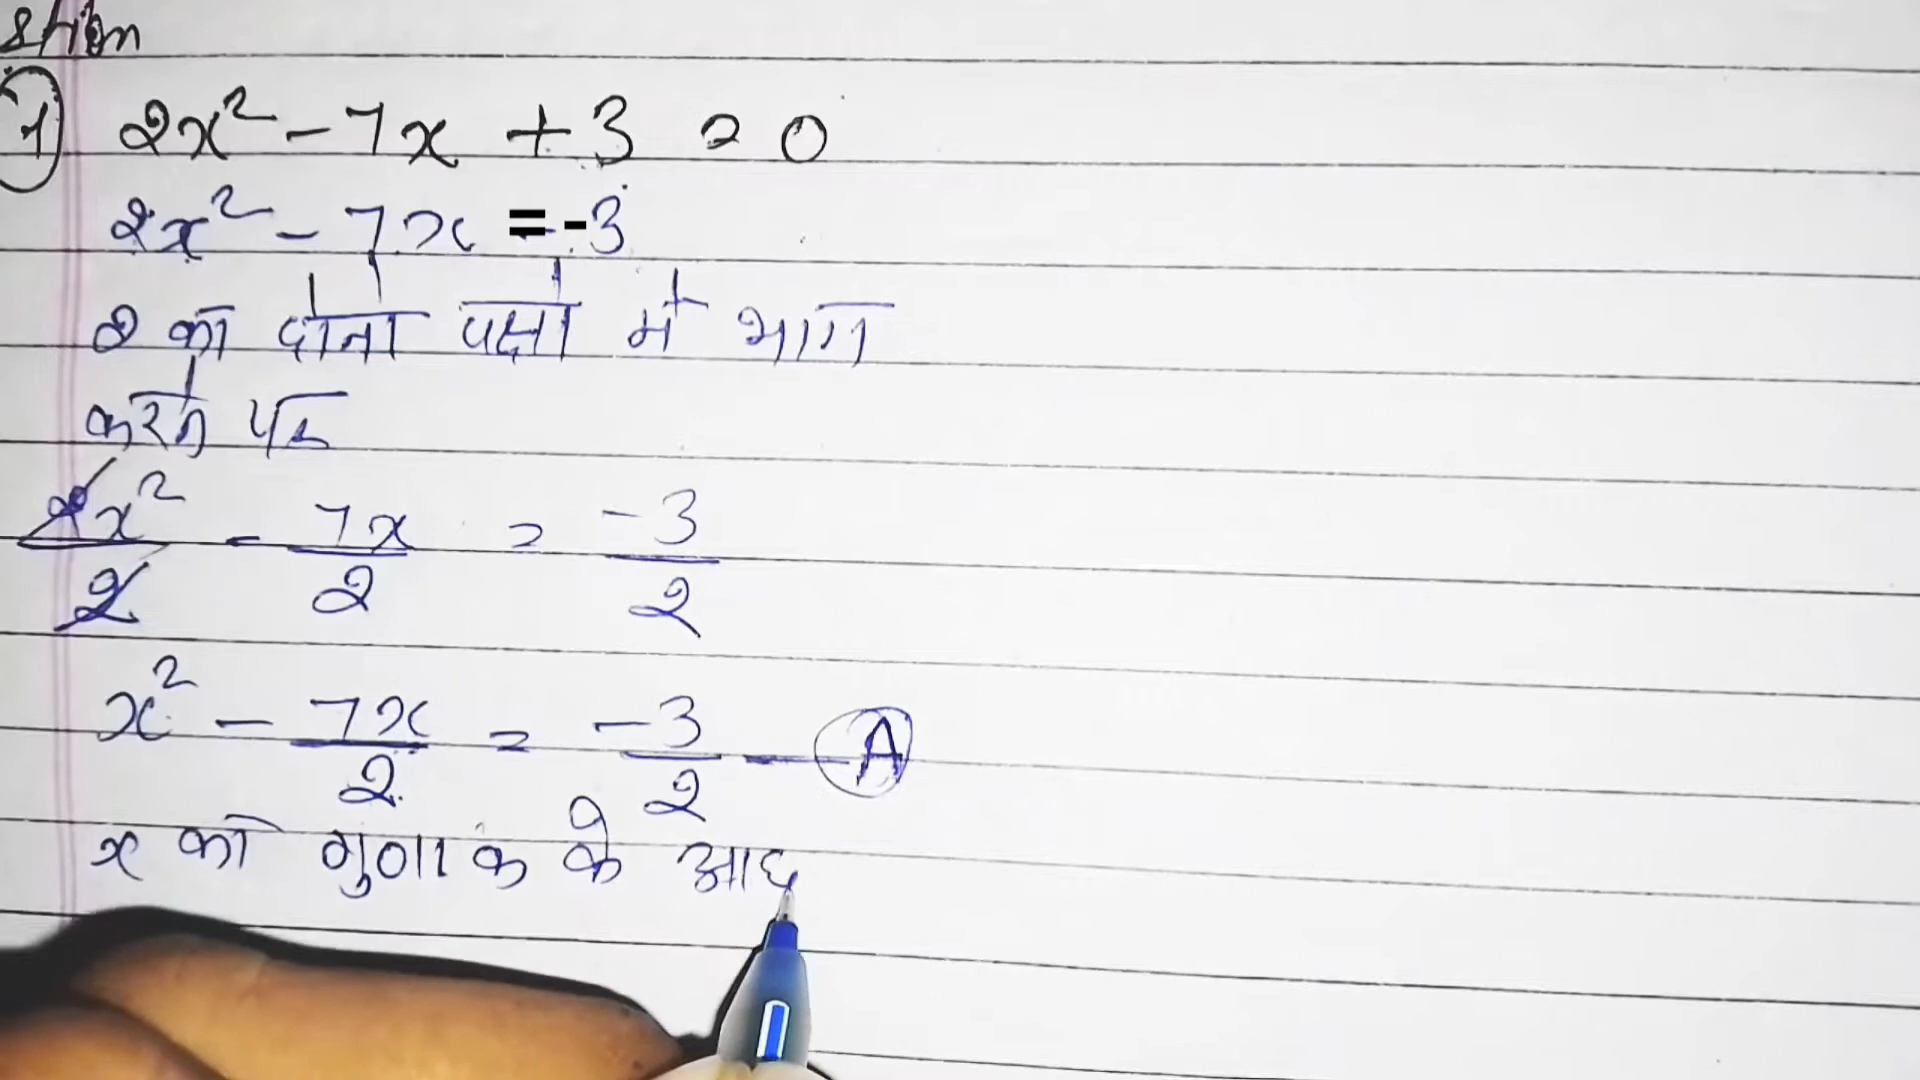 ① 2x² - 7x + 3 = 0
2x² - 7x = -3
2 को दोनो पक्षो मे भाग
करने पर
2x²/2 - 7x/2 = -3/2
x² - 7x/2 = -3/2 — Ⓐ
x को गुणांक के आध